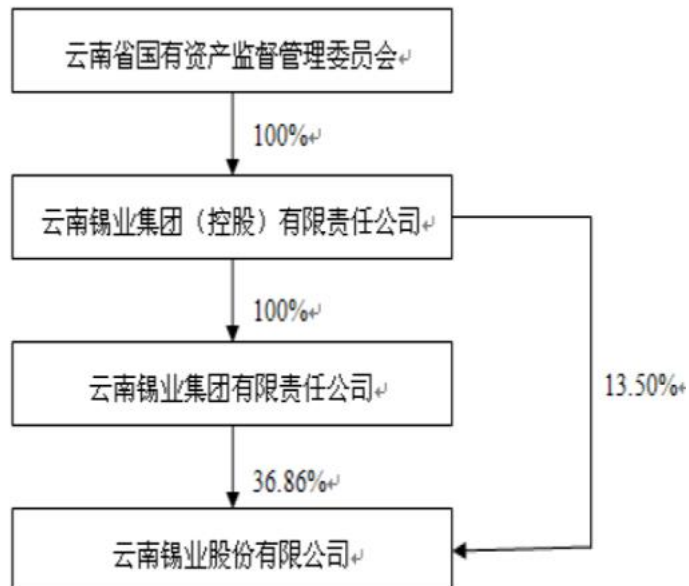 云南省国有资产监督管理委员会↵
100%↵
云南锡业集团（控股）有限责任公司↵
100%↵
云南锡业集团有限责任公司↵
13.50%↵
36.86%↵
云南锡业股份有限公司↵